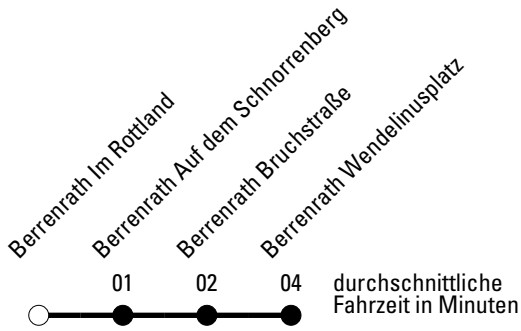 Berrenrath Im Rottland
Berrenrath Auf dem Schnorrenberg
Berrenrath Bruchstraße
Berrenrath Wendelinusplatz
01 02 04 durchschnittliche
Fahrzeit in Minuten